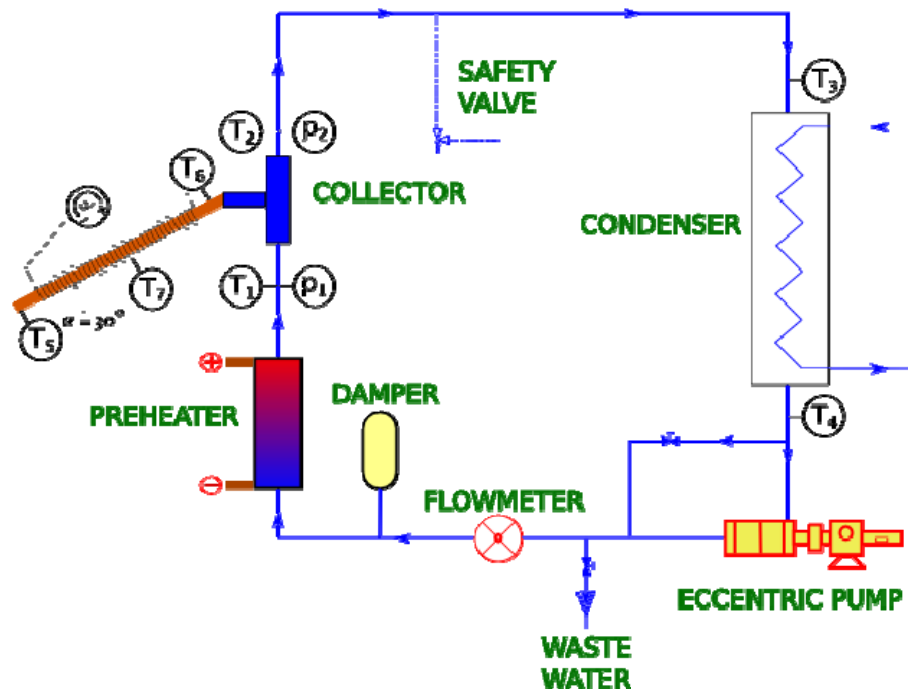 SAFETY
VALVE
T3
T2
p2
T6
COLLECTOR
CONDENSER
T7
T1
p1
T5
α = 30°
DAMPER
PREHEATER
+
T4
FLOWMETER
−
ECCENTRIC PUMP
WASTE
WATER